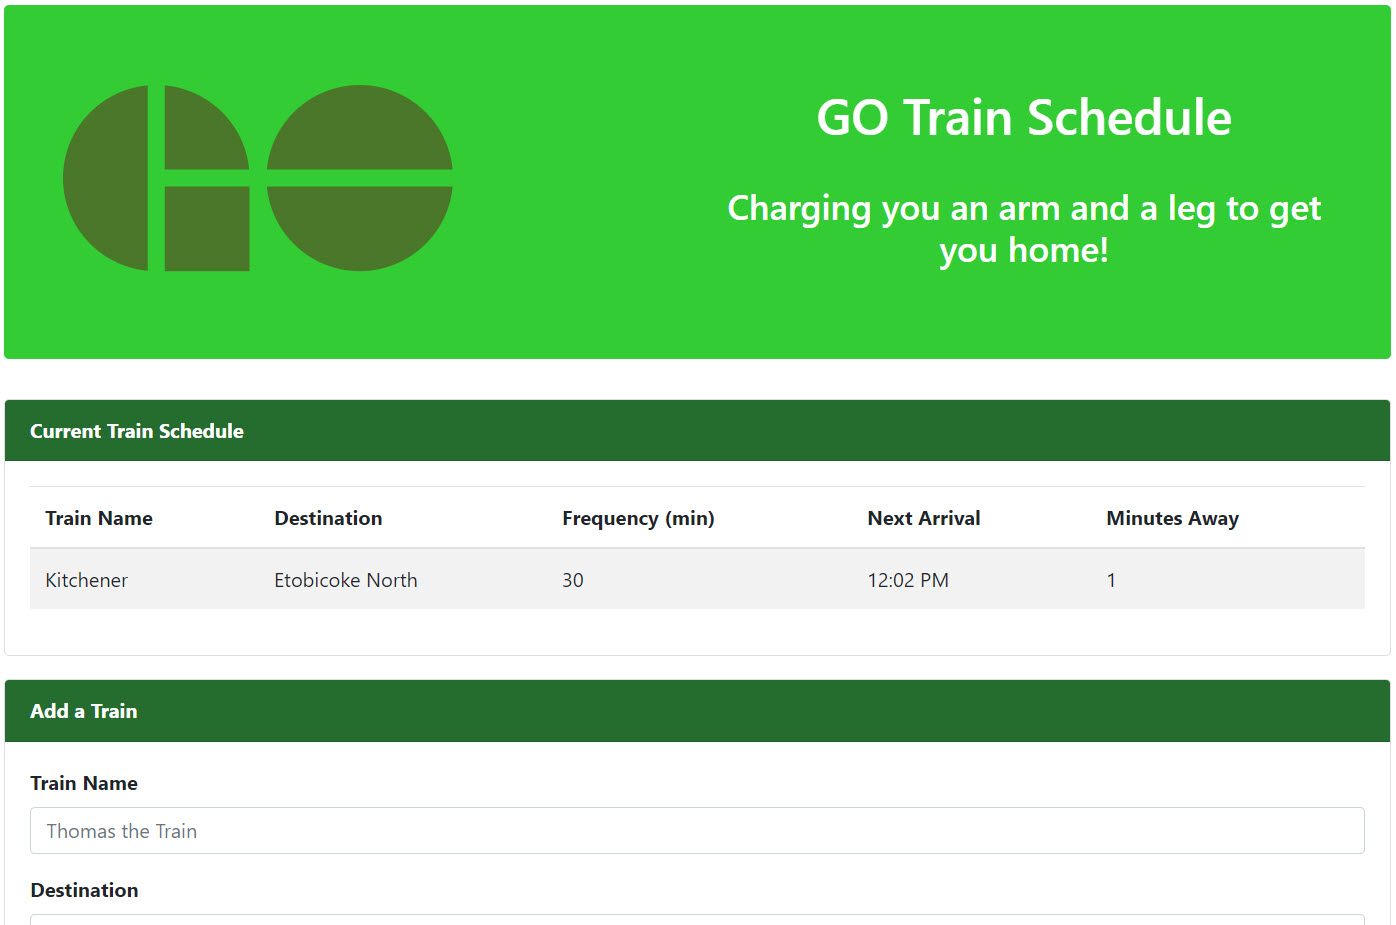 GO
GO Train Schedule
Charging you an arm and a leg to get
you home!
Current Train Schedule
Train Name Destination Frequency (min) Next Arrival Minutes Away
Kitchener Etobicoke North 30 12:02 PM 1
Add a Train
Train Name
Thomas the Train
Destination